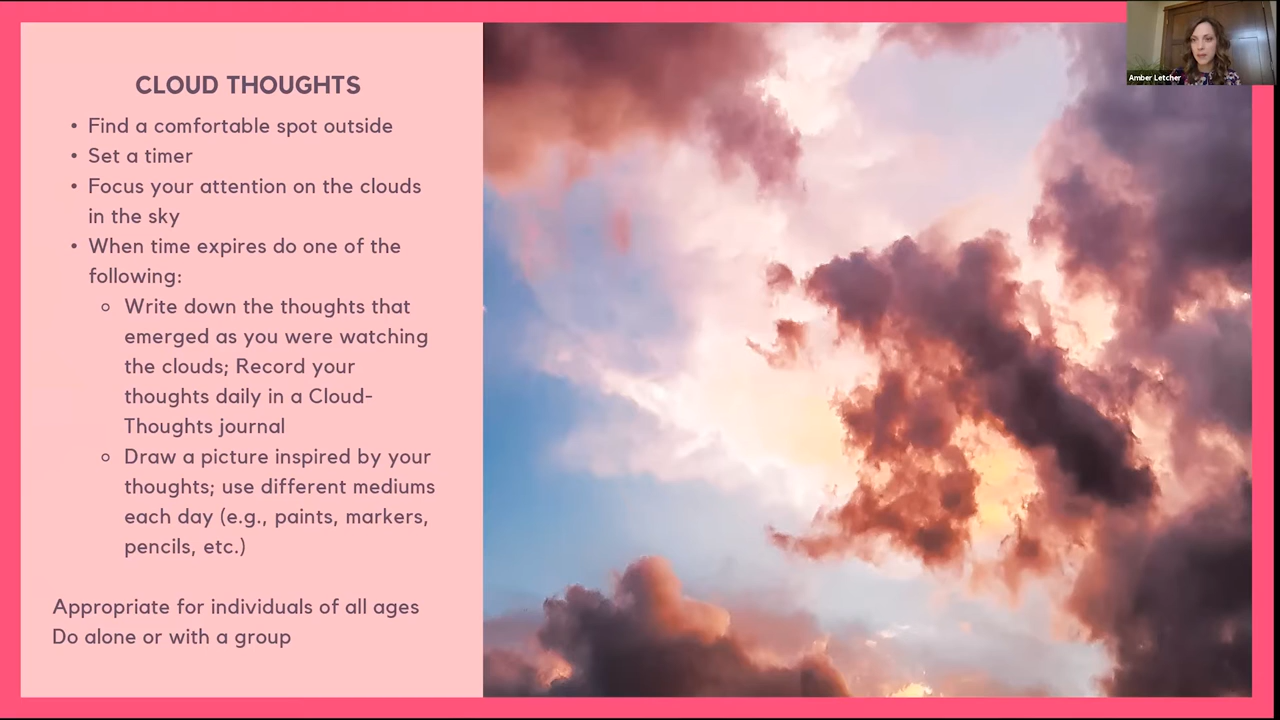 CLOUD THOUGHTS
• Find a comfortable spot outside
• Set a timer
• Focus your attention on the clouds
in the sky
• When time expires do one of the
following:
○ Write down the thoughts that
emerged as you were watching
the clouds; Record your
thoughts daily in a Cloud-
Thoughts journal
○ Draw a picture inspired by your
thoughts; use different mediums
each day (e.g., paints, markers,
pencils, etc.)
Appropriate for individuals of all ages
Do alone or with a group
Amber Letcher